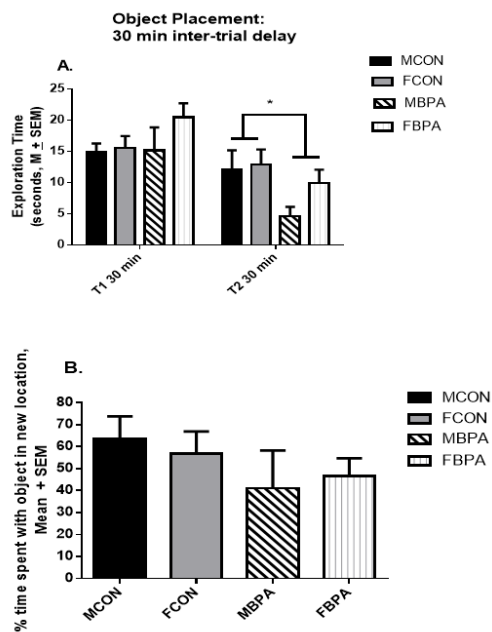 Object Placement:
30 min inter-trial delay
A.
MCON
FCON
MBPA
FBPA
Exploration Time
(seconds, M ± SEM)
25
20
15
10
5
0
*
T1 30 min
T2 30 min
B.
MCON
FCON
MBPA
FBPA
% time spent with object in new location,
Mean + SEM
80
70
60
50
40
30
20
10
0
MCON
FCON
MBPA
FBPA